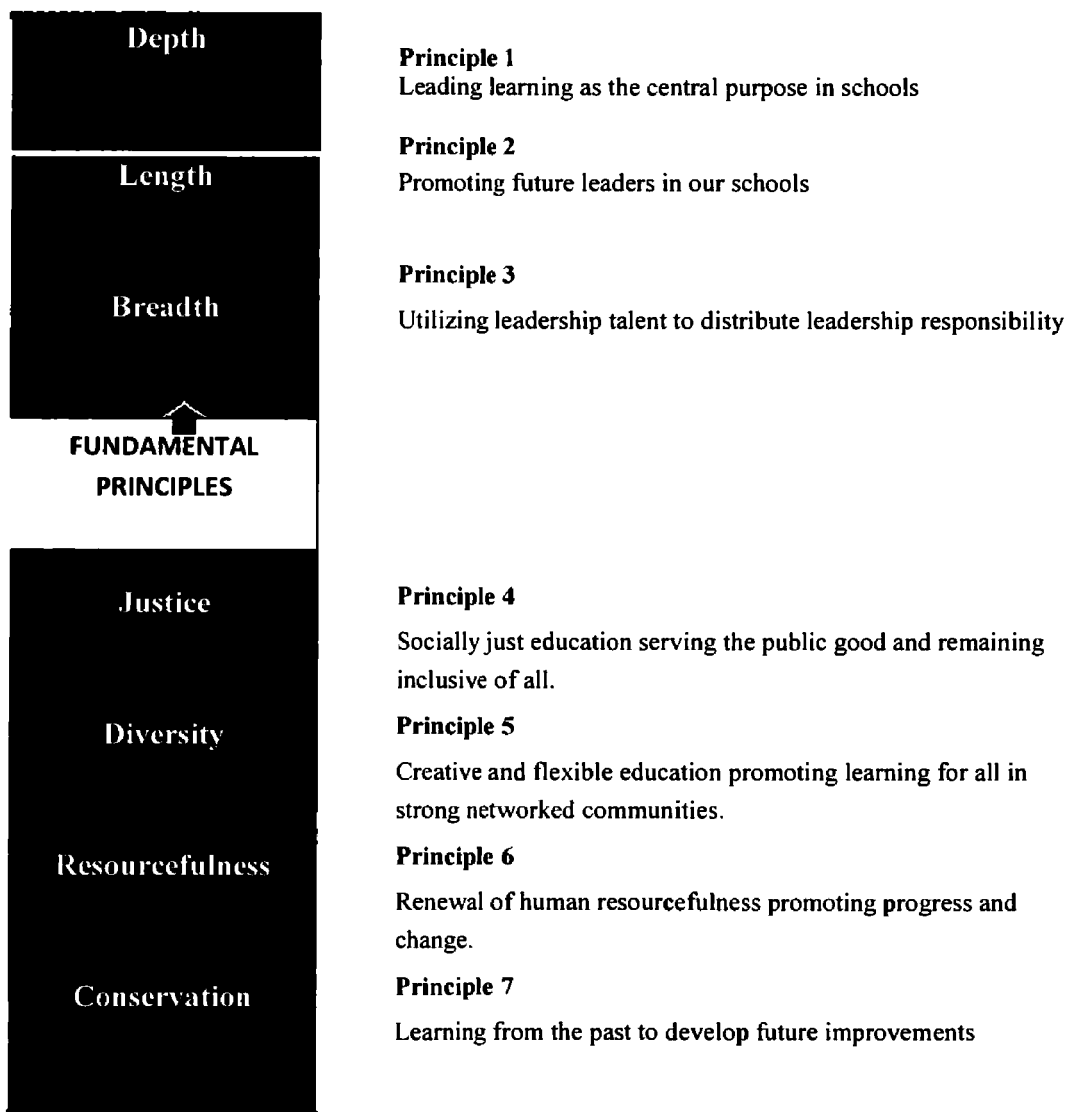 Depth
Principle 1
Leading learning as the central purpose in schools
Principle 2
Length
Promoting future leaders in our schools
Principle 3
Breadth
Utilizing leadership talent to distribute leadership responsibility
FUNDAMENTAL
PRINCIPLES
Justice
Principle 4
Socially just education serving the public good and remaining
inclusive of all.
Diversity
Principle 5
Creative and flexible education promoting learning for all in
strong networked communities.
Resourcefulness
Principle 6
Renewal of human resourcefulness promoting progress and
change.
Conservation
Principle 7
Learning from the past to develop future improvements